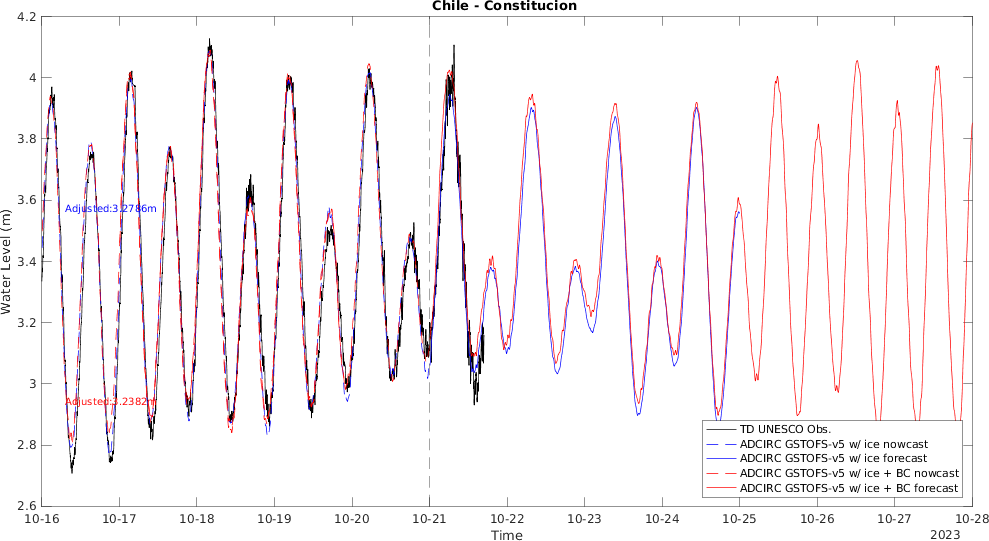 Chile - Constitucion
4.2
4
3.8
3.6
3.4
3.2
3
2.8
2.6
Water Level (m)
Adjusted:3.2786m
Adjusted:3.2382m
TD UNESCO Obs.
ADCIRC GSTOFS-v5 w/ ice nowcast
ADCIRC GSTOFS-v5 w/ ice forecast
ADCIRC GSTOFS-v5 w/ ice + BC nowcast
ADCIRC GSTOFS-v5 w/ ice + BC forecast
10-16 10-17 10-18 10-19 10-20 10-21 10-22 10-23 10-24 10-25 10-26 10-27 10-28
Time
2023